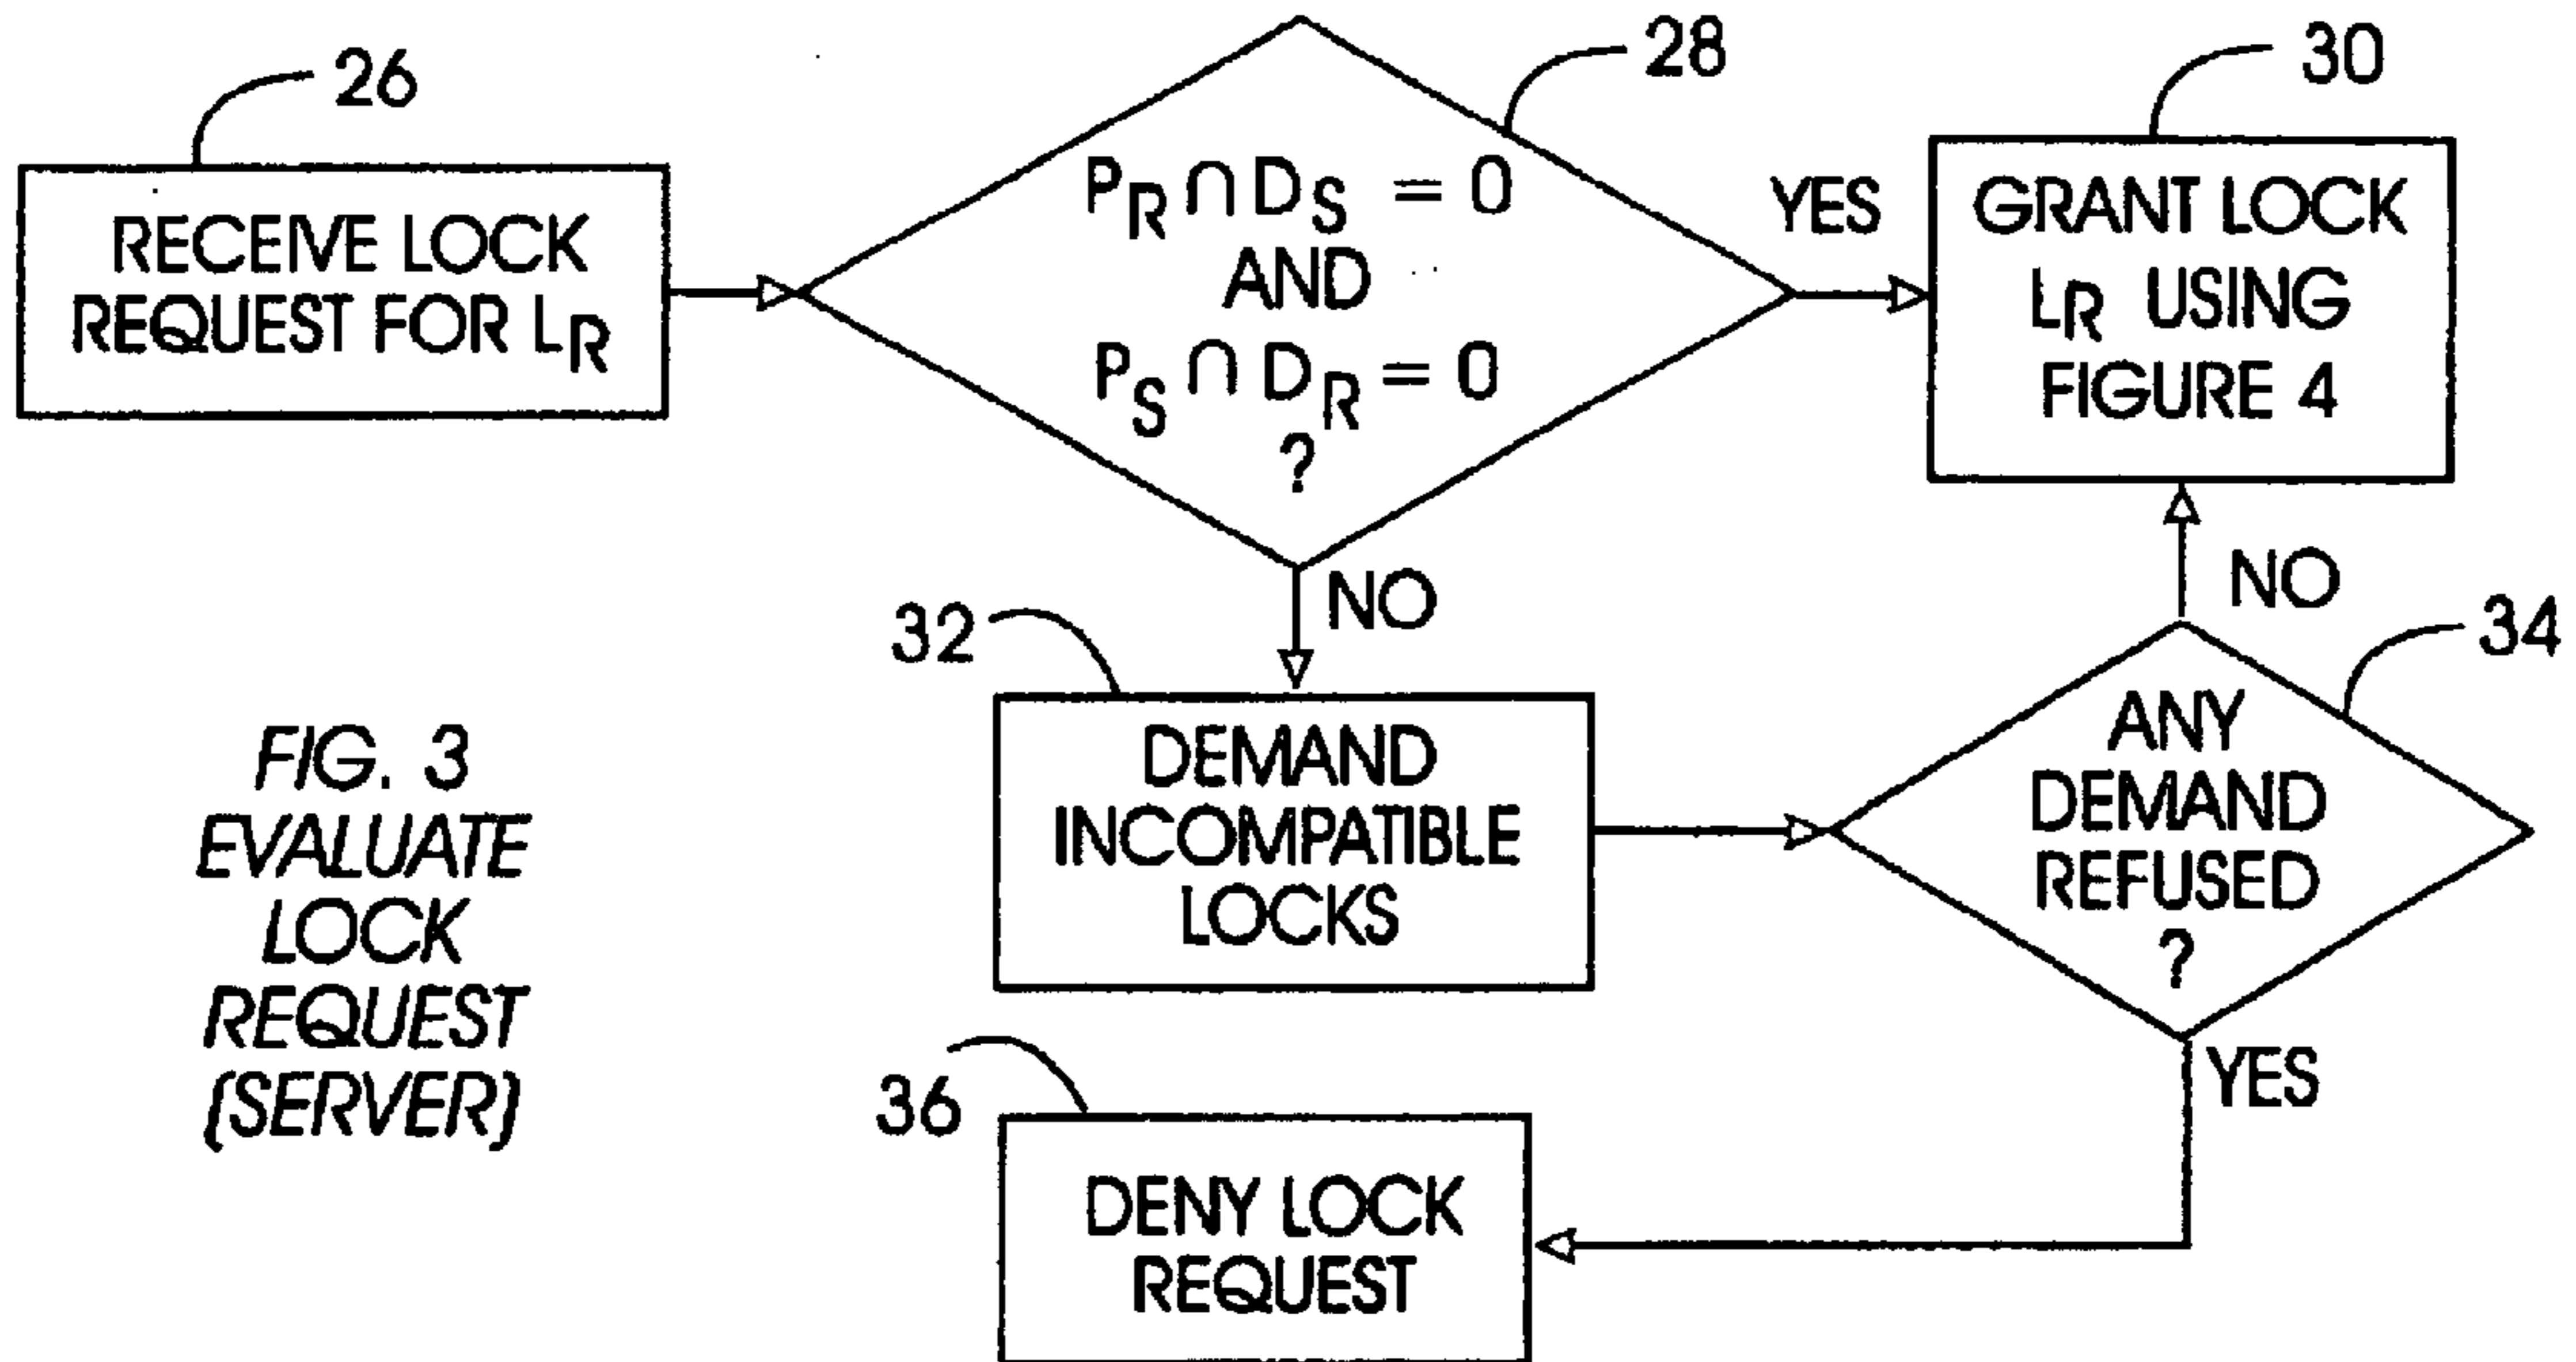 26
RECEIVE LOCK
REQUEST FOR LR
28
PR ∩ DS = 0
AND
PS ∩ DR = 0
?
YES
30
GRANT LOCK
LR USING
FIGURE 4
NO
32
DEMAND
INCOMPATIBLE
LOCKS
NO
34
ANY
DEMAND
REFUSED
?
YES
36
DENY LOCK
REQUEST
FIG. 3
EVALUATE
LOCK
REQUEST
(SERVER)